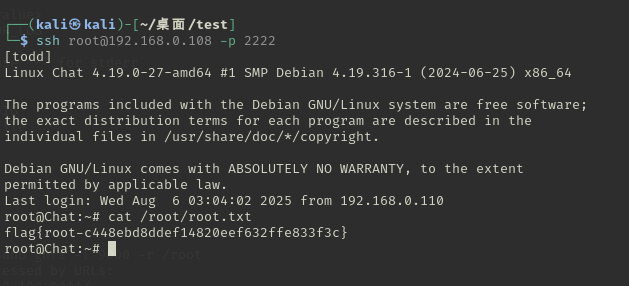 ┌──(kali㉿kali)-[~/桌面/test]
└─$ ssh root@192.168.0.108 -p 2222
[todd]
Linux Chat 4.19.0-27-amd64 #1 SMP Debian 4.19.316-1 (2024-06-25) x86_64
The programs included with the Debian GNU/Linux system are free software;
the exact distribution terms for each program are described in the
individual files in /usr/share/doc/*/copyright.
Debian GNU/Linux comes with ABSOLUTELY NO WARRANTY, to the extent
permitted by applicable law.
Last login: Wed Aug  6 03:04:02 2025 from 192.168.0.110
root@Chat:~# cat /root/root.txt
flag{root-c448ebd8ddef14820eef632ffe833f3c}
root@Chat:~#